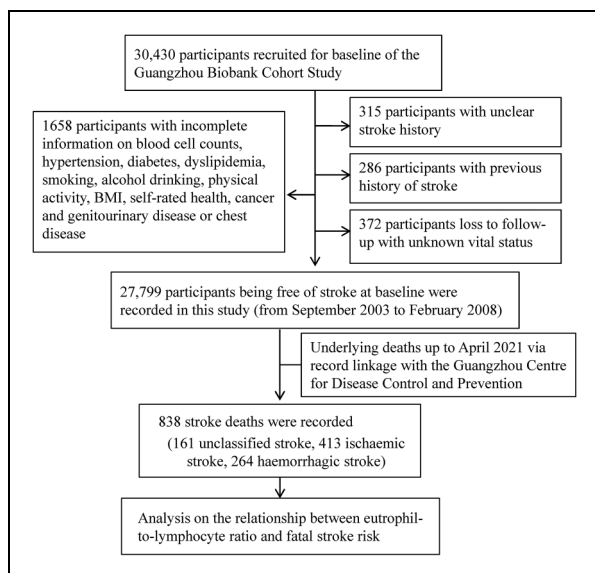 30,430 participants recruited for baseline of the
Guangzhou Biobank Cohort Study
315 participants with unclear
stroke history
1658 participants with incomplete
information on blood cell counts,
hypertension, diabetes, dyslipidemia,
smoking, alcohol drinking, physical
activity, BMI, self-rated health, cancer
and genitourinary disease or chest
disease
286 participants with previous
history of stroke
372 participants loss to follow-
up with unknown vital status
27,799 participants being free of stroke at baseline were
recorded in this study (from September 2003 to February 2008)
Underlying deaths up to April 2021 via
record linkage with the Guangzhou Centre
for Disease Control and Prevention
838 stroke deaths were recorded
(161 unclassified stroke, 413 ischaemic
stroke, 264 haemorrhagic stroke)
Analysis on the relationship between eutrophil-
to-lymphocyte ratio and fatal stroke risk